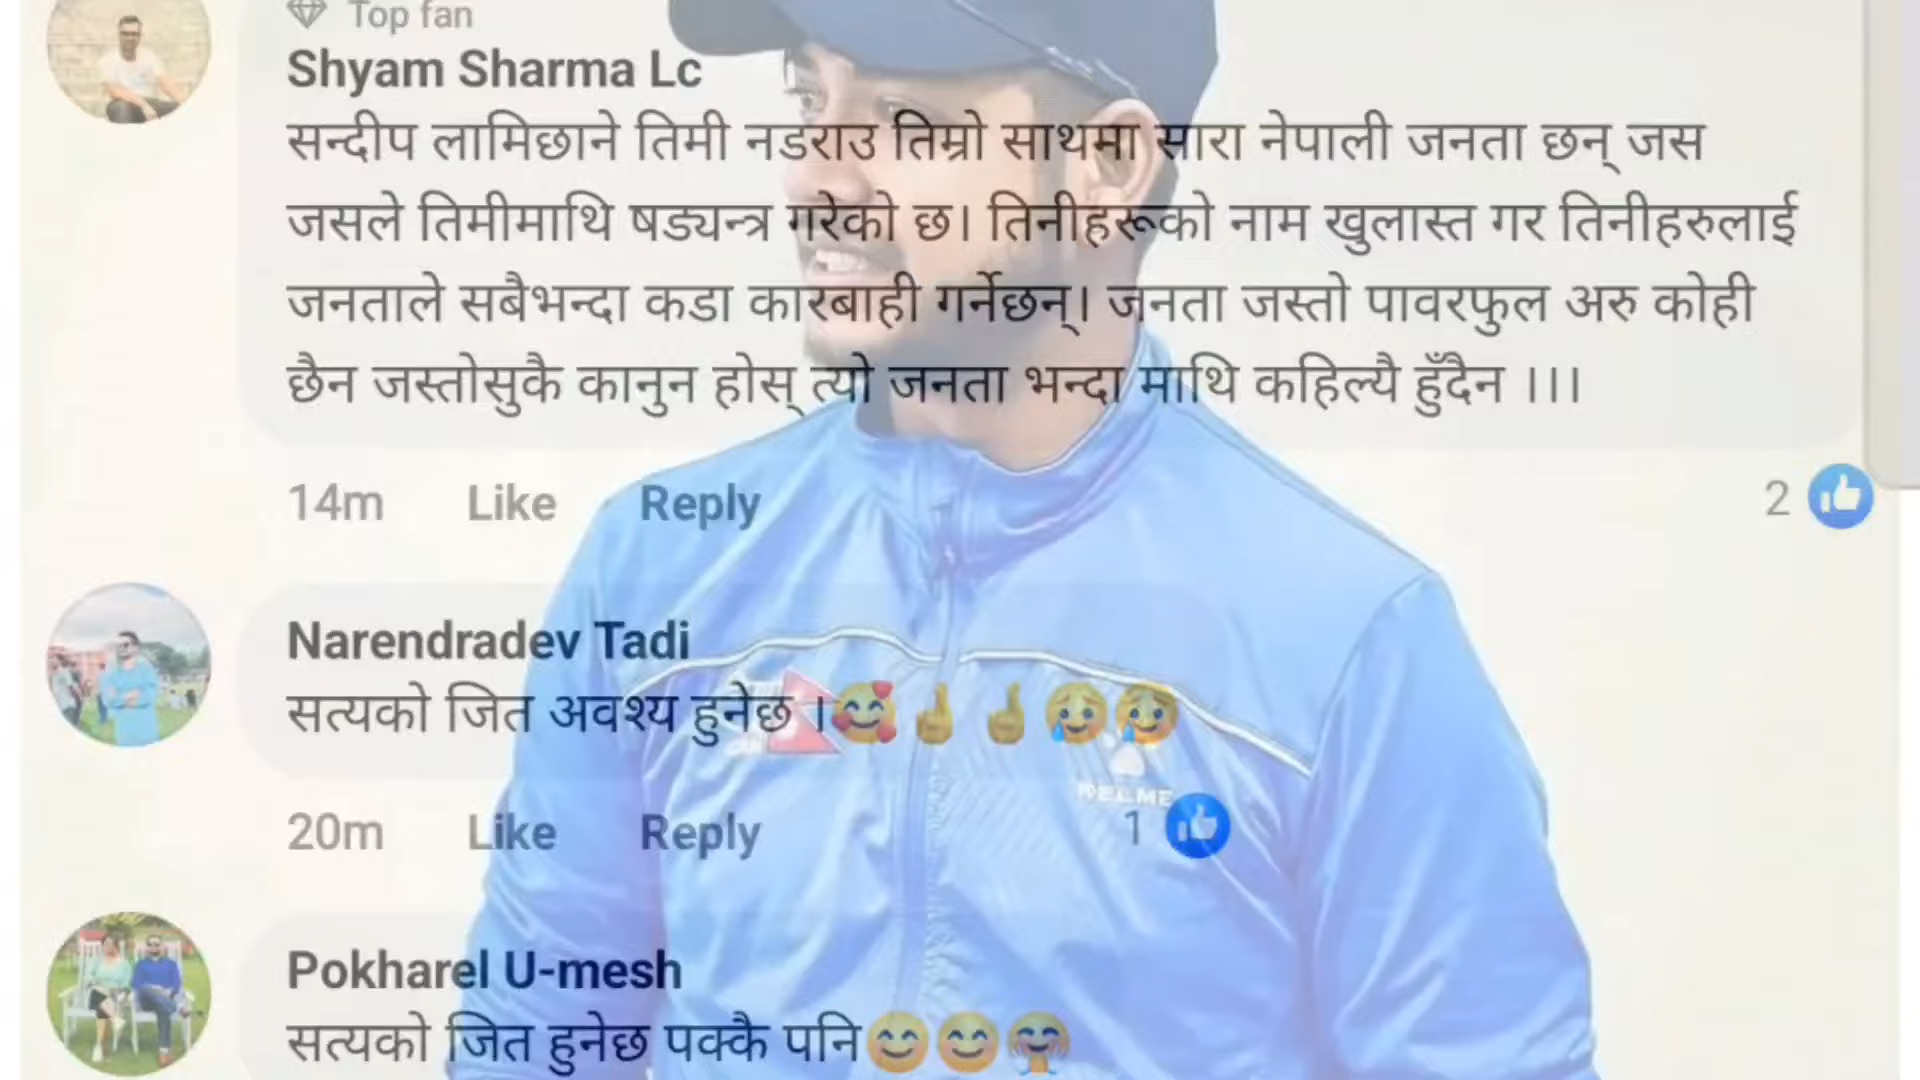 Top fan
Shyam Sharma Lc
सन्दीप लामिछाने तिमी नडराउ तिम्रो साथमा सारा नेपाली जनता छन् जस
जसले तिमीमाथि षड्यन्त्र गरेको छ। तिनीहरूको नाम खुलास्त गर तिनीहरुलाई
जनताले सबैभन्दा कडा कारबाही गर्नेछन्। जनता जस्तो पावरफुल अरु कोही
छैन जस्तोसुकै कानुन होस् त्यो जनता भन्दा माथि कहिल्यै हुँदैन ।।।
14m Like Reply 2
Narendradev Tadi
सत्यको जित अवश्य हुनेछ ।🥰👆👆🥲🥲
KELME
20m Like Reply 1
Pokharel U-mesh
सत्यको जित हुनेछ पक्कै पनि😊😊🤗